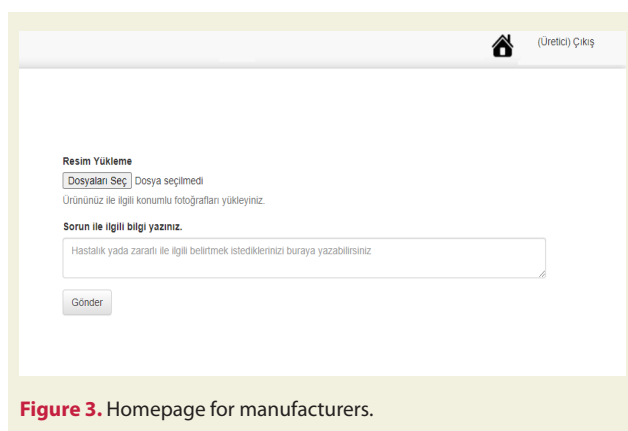 (Üretici) Çıkış
Resim Yükleme
Dosyaları Seç Dosya seçilmedi
Ürününüz ile ilgili konumlu fotoğrafları yükleyiniz.
Sorun ile ilgili bilgi yazınız.
Hastalık yada zararlı ile ilgili belirtmek istediklerinizi buraya yazabilirsiniz
Gönder
Figure 3. Homepage for manufacturers.